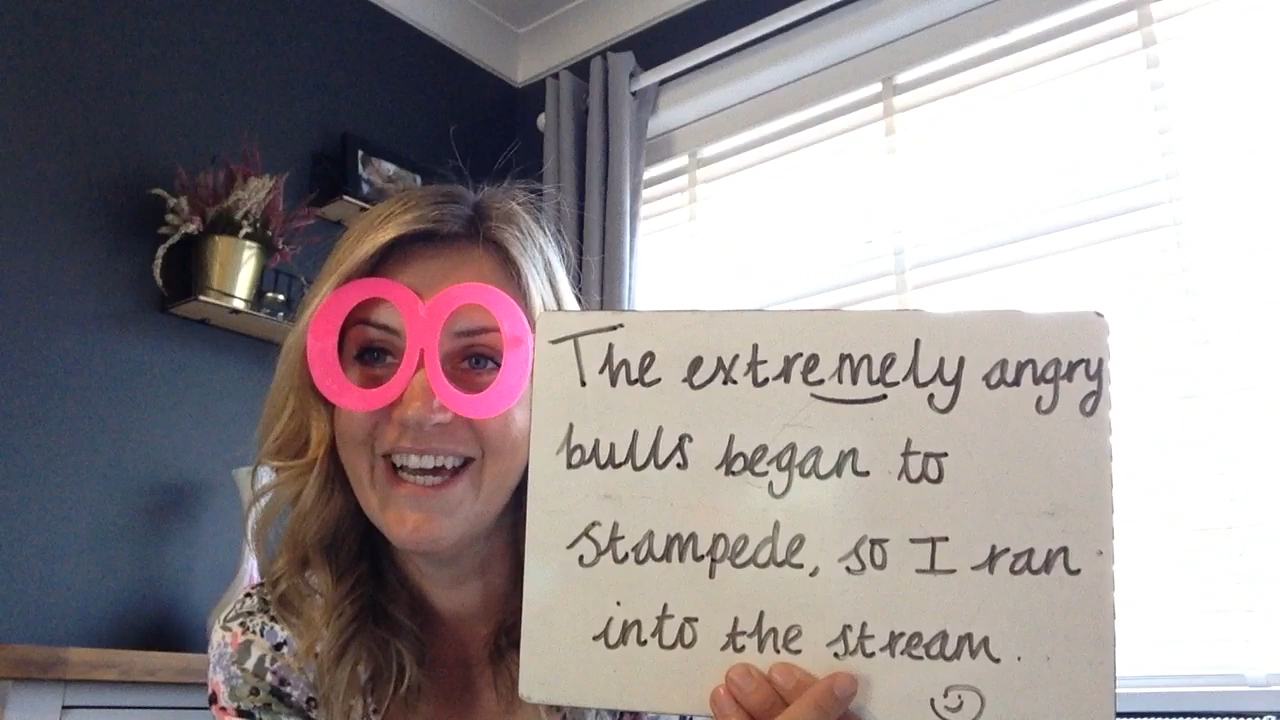 The extremely angry
bulls began to
stampede, so I ran
into the stream.